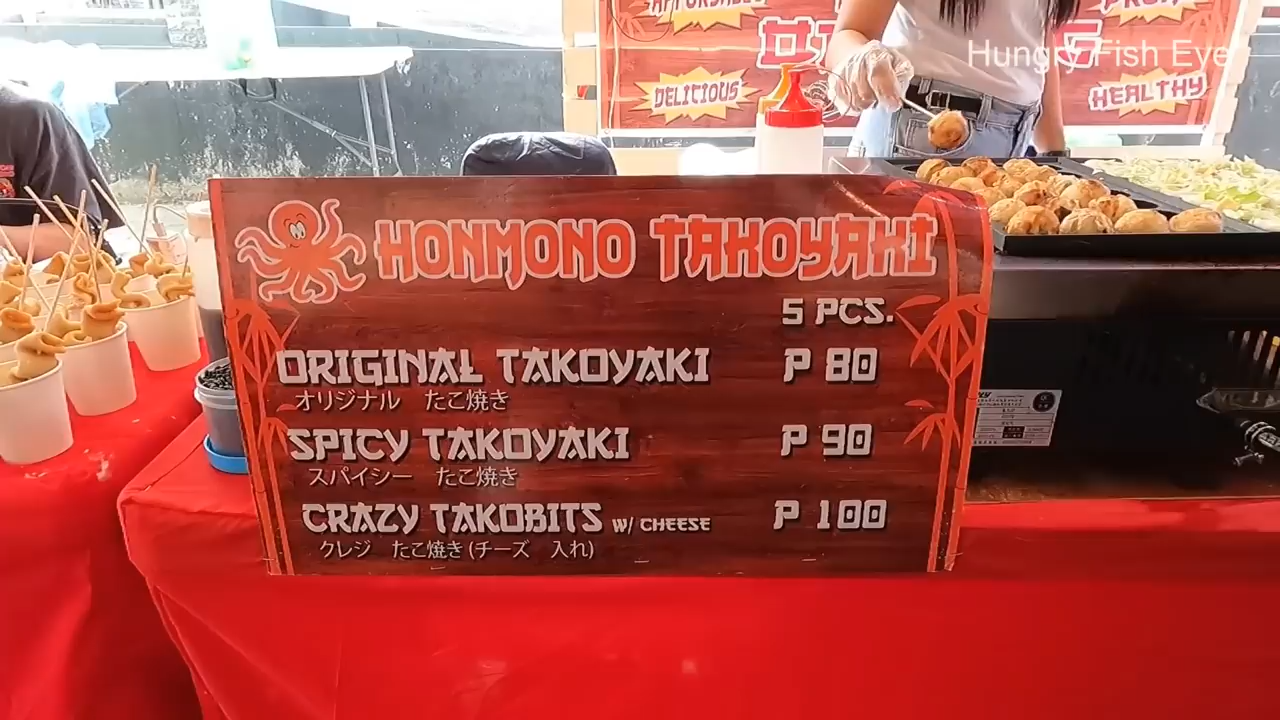 AFFORDABLE
Hungry Fish Eye
DELICIOUS
HEALTHY
HONMONO TAKOYAKI
5 PCS.
ORIGINAL TAKOYAKI P 80
オリジナル たこ焼き
SPICY TAKOYAKI P 90
スパイシー たこ焼き
CRAZY TAKOBITS W/ CHEESE P 100
クレジ たこ焼き (チーズ 入れ)